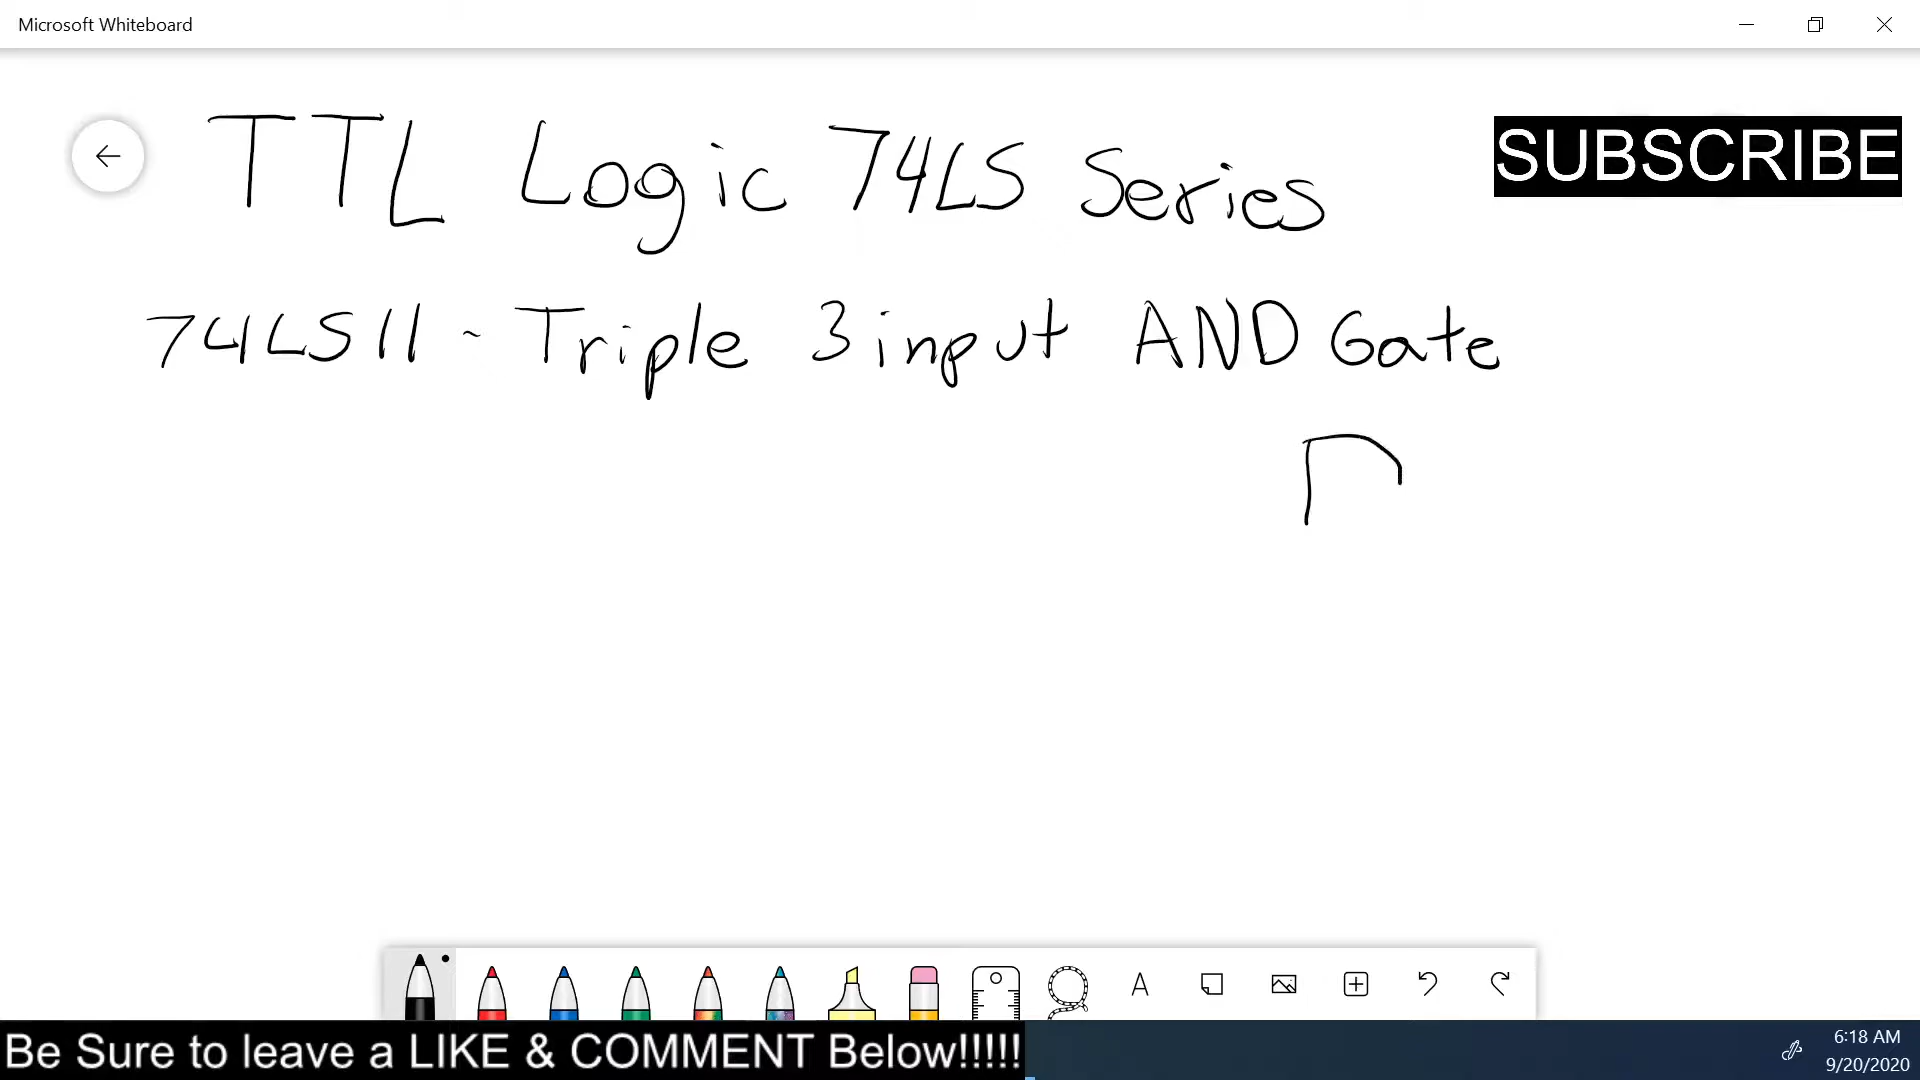 Microsoft Whiteboard
TTL Logic 74LS Series
SUBSCRIBE
74LS11 - Triple 3 input AND Gate
A
Be Sure to leave a LIKE & COMMENT Below!!!!!
6:18 AM
9/20/2020